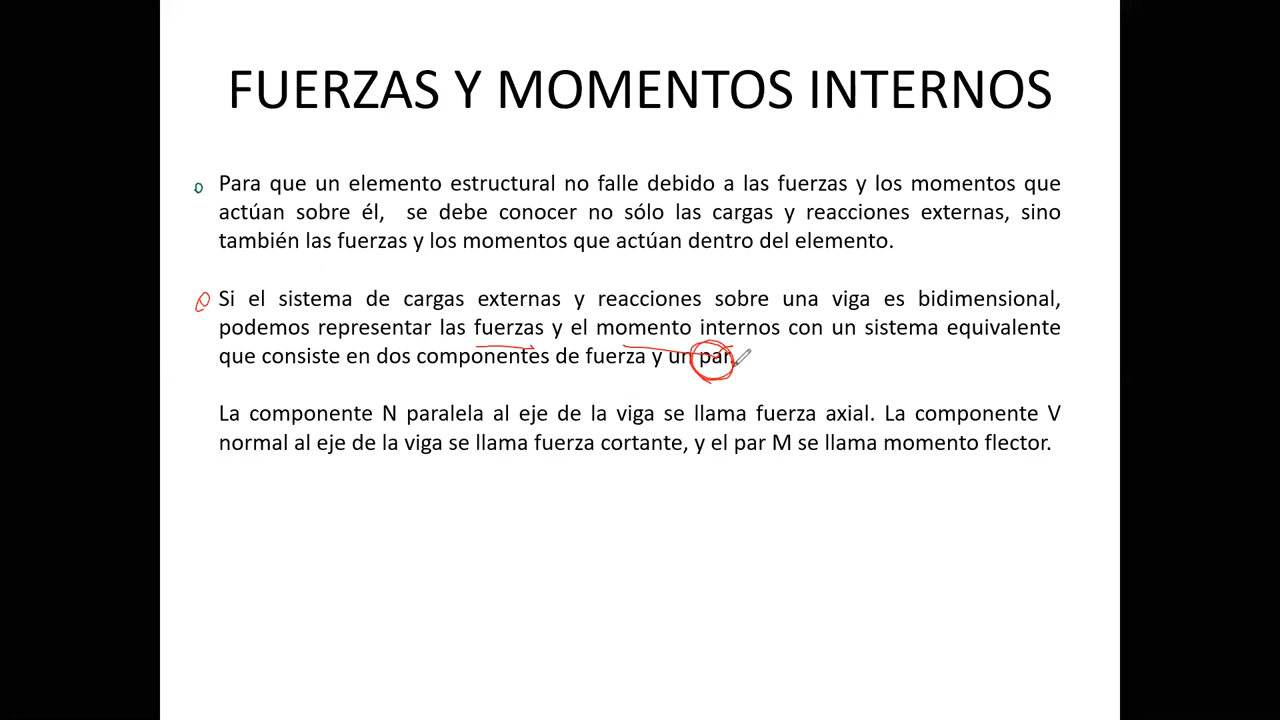 FUERZAS Y MOMENTOS INTERNOS
Para que un elemento estructural no falle debido a las fuerzas y los momentos que
actúan sobre él, se debe conocer no sólo las cargas y reacciones externas, sino
también las fuerzas y los momentos que actúan dentro del elemento.
Si el sistema de cargas externas y reacciones sobre una viga es bidimensional,
podemos representar las fuerzas y el momento internos con un sistema equivalente
que consiste en dos componentes de fuerza y un par.
La componente N paralela al eje de la viga se llama fuerza axial. La componente V
normal al eje de la viga se llama fuerza cortante, y el par M se llama momento flector.